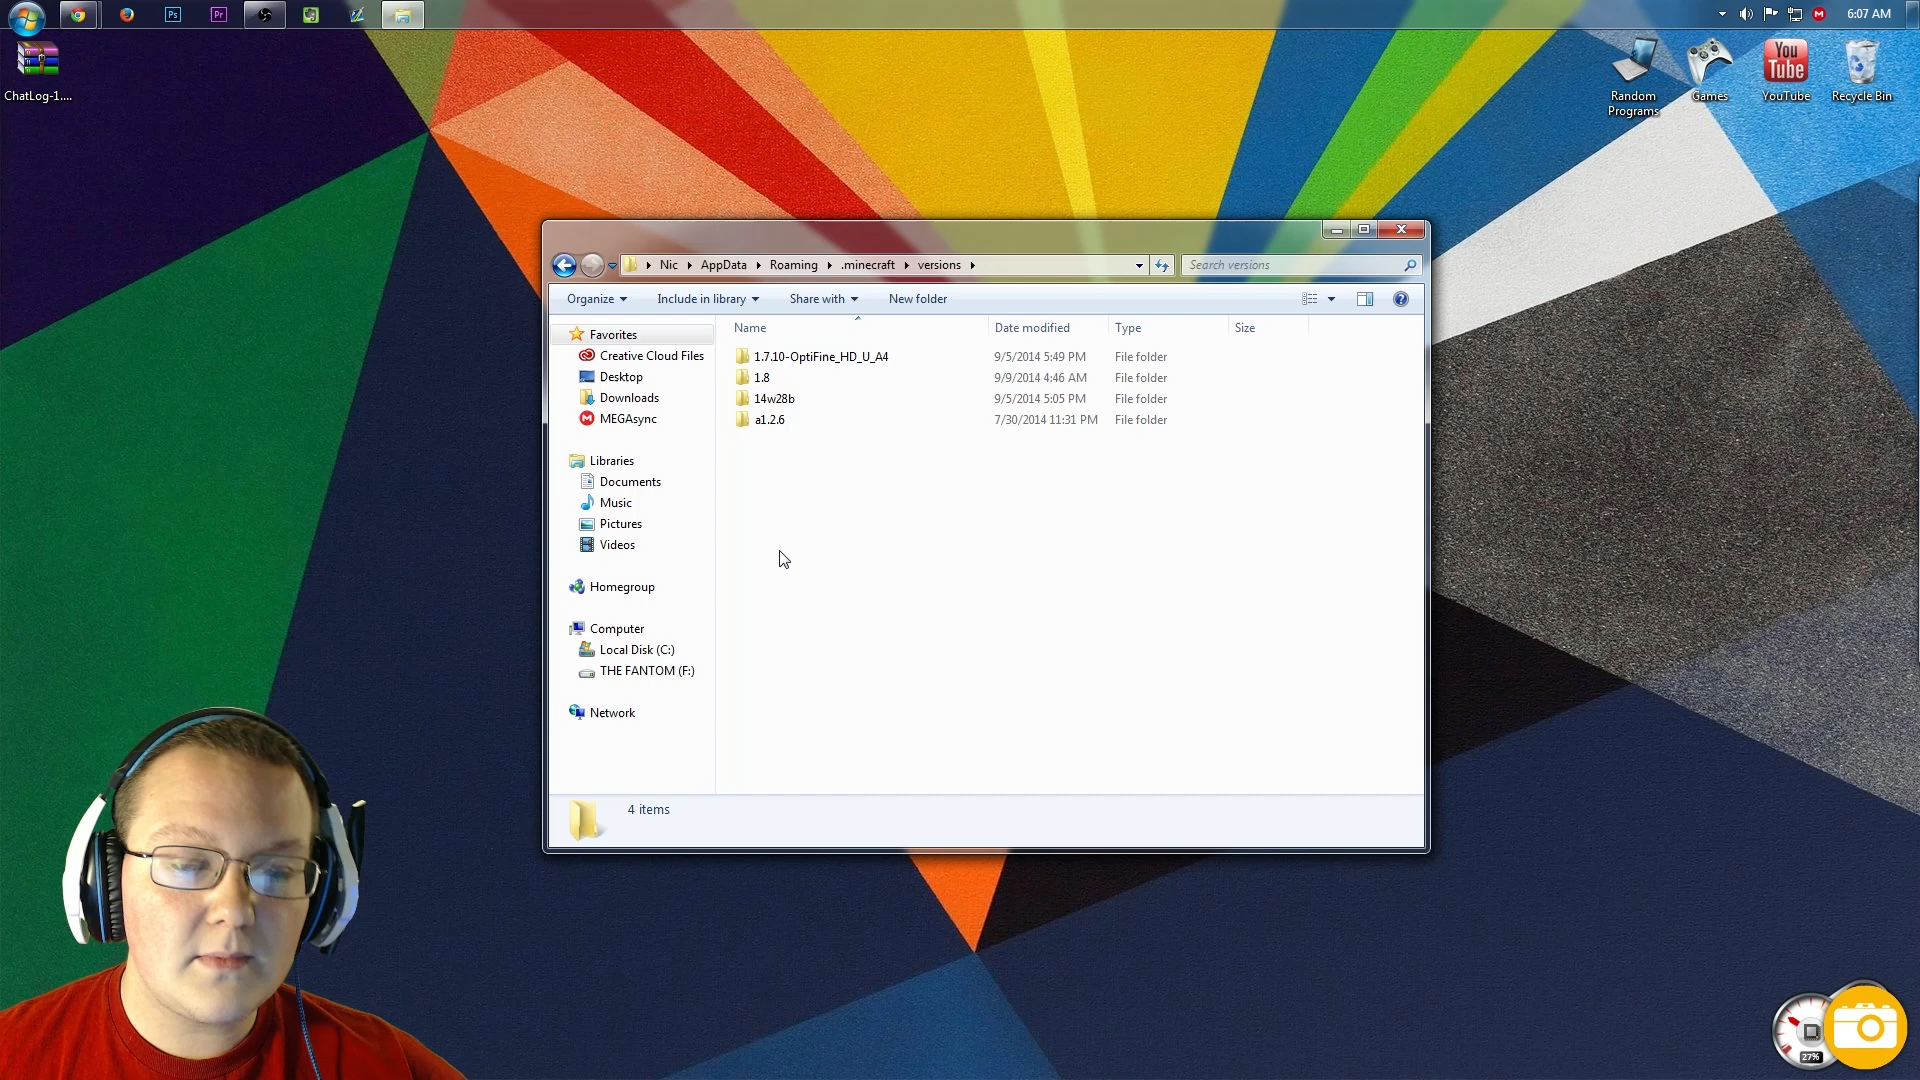 Ps
Pr
6:07 AM
ChatLog-1....
Random
Programs
Games
You
Tube
YouTube
Recycle Bin
Nic
AppData
Roaming
.minecraft
versions
Search versions
Organize
Include in library
Share with
New folder
Name
Date modified
Type
Size
1.7.10-OptiFine_HD_U_A4
9/5/2014 5:49 PM
File folder
1.8
9/9/2014 4:46 AM
File folder
14w28b
9/5/2014 5:05 PM
File folder
a1.2.6
7/30/2014 11:31 PM
File folder
Favorites
Creative Cloud Files
Desktop
Downloads
MEGAsync
Libraries
Documents
Music
Pictures
Videos
Homegroup
Computer
Local Disk (C:)
THE FANTOM (F:)
Network
4 items
27%